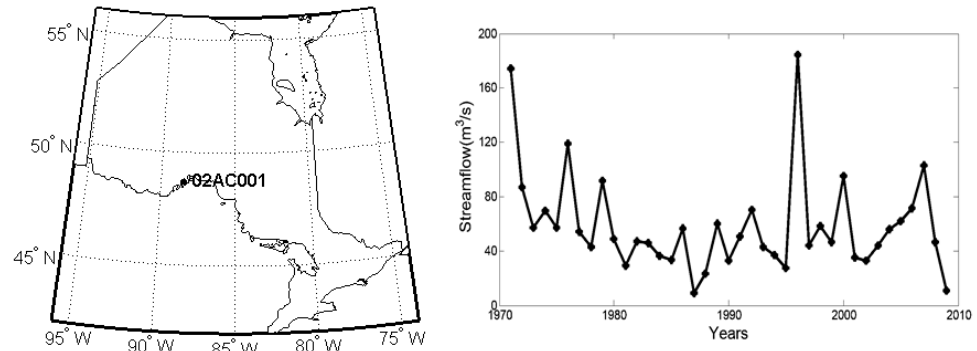 55° N
50° N
45° N
02AC001
95° W
90° W
85° W
80° W
75° W
Streamflow(m³/s)
200
160
120
80
40
0
1970
1980
1990
2000
2010
Years